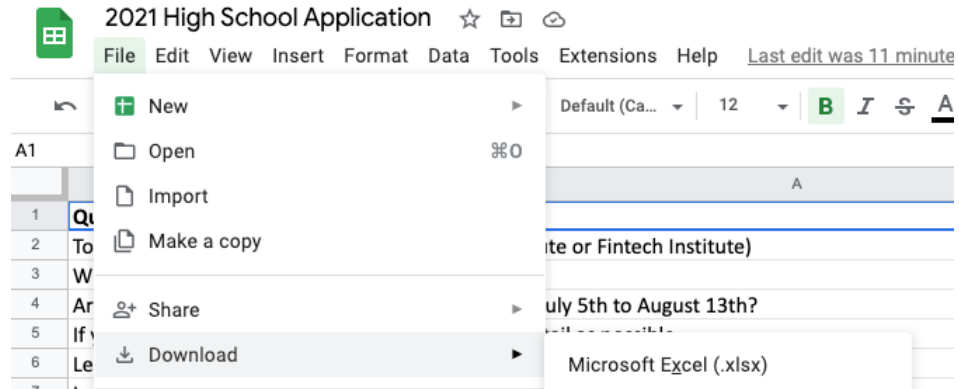 2021 High School Application
File Edit View Insert Format Data Tools Extensions Help Last edit was 11 minute
New Default (Ca... 12 B I S A
A1 Open ⌘O
A
Import
1 Qu
2 To Make a copy ute or Fintech Institute)
3 W
4 Ar Share uly 5th to August 13th?
5 If
6 Le Download Microsoft Excel (.xlsx)